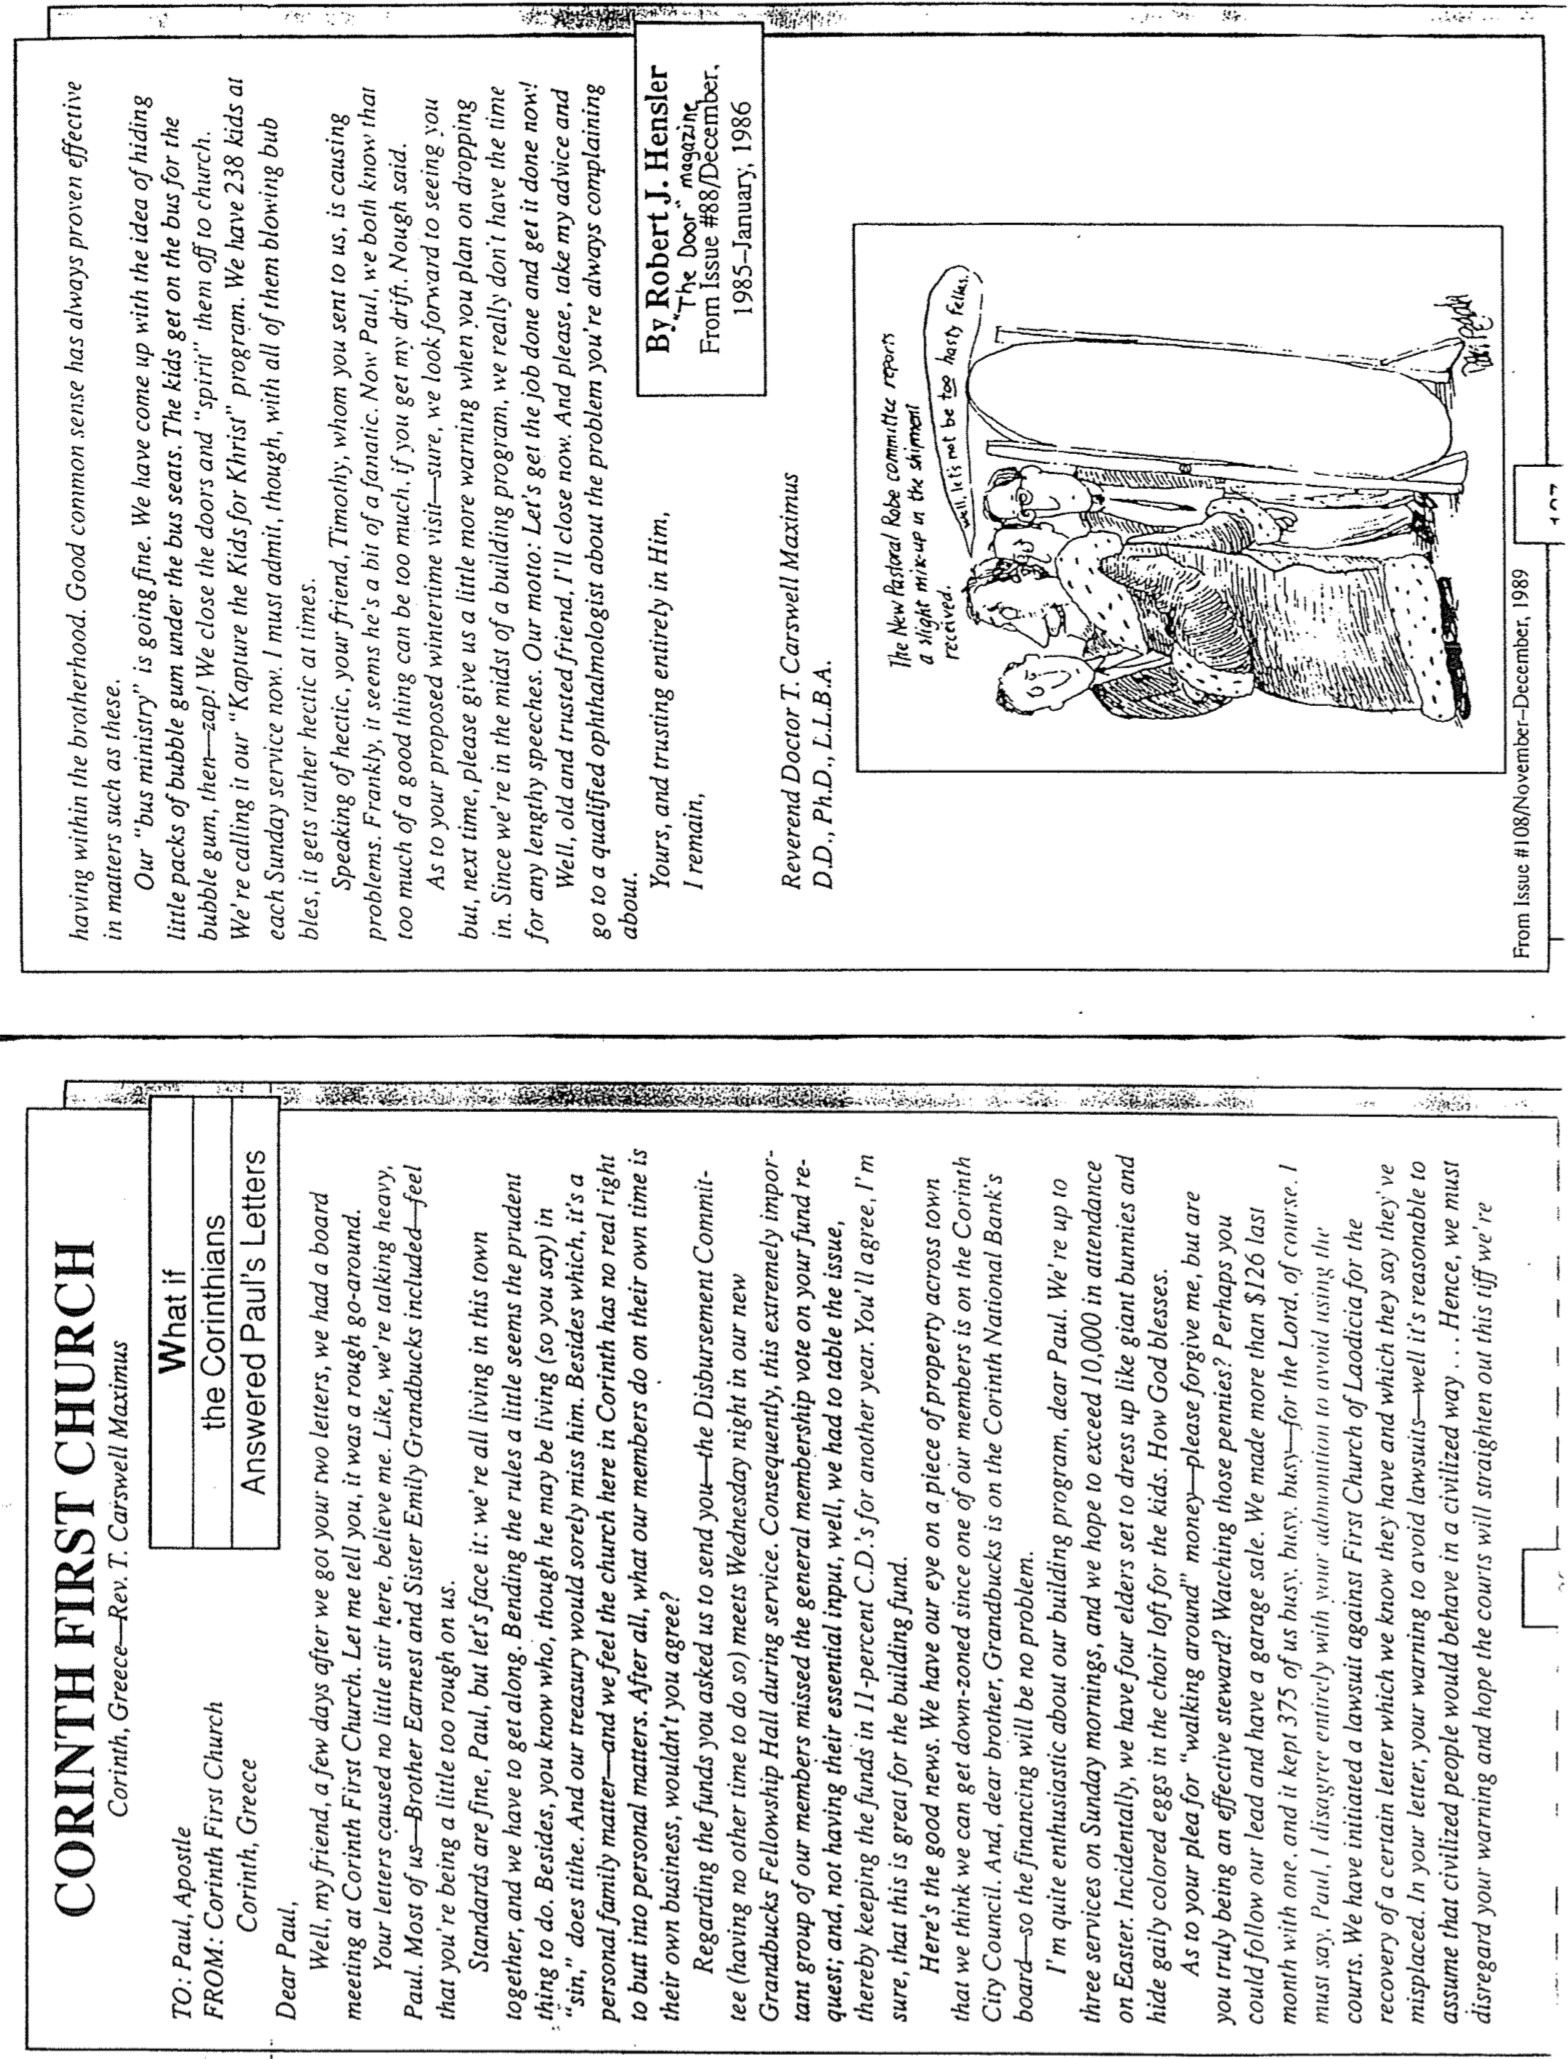 CORINTH FIRST CHURCH
Corinth, Greece—Rev. T. Carswell Maximus
What if
the Corinthians
Answered Paul's Letters
TO: Paul, Apostle
FROM: Corinth First Church
Corinth, Greece
Dear Paul,
Well, my friend, a few days after we got your two letters, we had a board
meeting at Corinth First Church. Let me tell you, it was a rough go-around.
Your letters caused no little stir here, believe me. Like, we're talking heavy,
Paul. Most of us—Brother Earnest and Sister Emily Grandbucks included—feel
that you're being a little too rough on us.
Standards are fine, Paul, but let's face it: we're all living in this town
together, and we have to get along. Bending the rules a little seems the prudent
thing to do. Besides, you know who, though he may be living (so you say) in
"sin," does tithe. And our treasury would sorely miss him. Besides which, it's a
personal family matter—and we feel the church here in Corinth has no real right
to butt into personal matters. After all, what our members do on their own time is
their own business, wouldn't you agree?
Regarding the funds you asked us to send you—the Disbursement Commit-
tee (having no other time to do so) meets Wednesday night in our new
Grandbucks Fellowship Hall during service. Consequently, this extremely impor-
tant group of our members missed the general membership vote on your fund re-
quest; and, not having their essential input, well, we had to table the issue,
thereby keeping the funds in 11-percent C.D.'s for another year. You'll agree, I'm
sure, that this is great for the building fund.
Here's the good news. We have our eye on a piece of property across town
that we think we can get down-zoned since one of our members is on the Corinth
City Council. And, dear brother, Grandbucks is on the Corinth National Bank's
board—so the financing will be no problem.
I'm quite enthusiastic about our building program, dear Paul. We're up to
three services on Sunday mornings, and we hope to exceed 10,000 in attendance
on Easter. Incidentally, we have four elders set to dress up like giant bunnies and
hide gaily colored eggs in the choir loft for the kids. How God blesses.
As to your plea for "walking around" money—please forgive me, but are
you truly being an effective steward? Watching those pennies? Perhaps you
could follow our lead and have a garage sale. We made more than $126 last
month with one, and it kept 375 of us busy, busy, busy—for the Lord, of course. I
must say, Paul, I disagree entirely with your admonition to avoid using the
courts. We have initiated a lawsuit against First Church of Laodicia for the
recovery of a certain letter which we know they have and which they say they've
misplaced. In your letter, your warning to avoid lawsuits—well it's reasonable to
assume that civilized people would behave in a civilized way . . . Hence, we must
disregard your warning and hope the courts will straighten out this tiff we're
having within the brotherhood. Good common sense has always proven effective
in matters such as these.
Our "bus ministry" is going fine. We have come up with the idea of hiding
little packs of bubble gum under the bus seats. The kids get on the bus for the
bubble gum, then—zap! We close the doors and "spirit" them off to church.
We're calling it our "Kapture the Kids for Khrist" program. We have 238 kids at
each Sunday service now. I must admit, though, with all of them blowing bub
bles, it gets rather hectic at times.
Speaking of hectic, your friend, Timothy, whom you sent to us, is causing
problems. Frankly, it seems he's a bit of a fanatic. Now Paul, we both know that
too much of a good thing can be too much, if you get my drift. Nough said.
As to your proposed wintertime visit—sure, we look forward to seeing you
but, next time, please give us a little more warning when you plan on dropping
in. Since we're in the midst of a building program, we really don't have the time
for any lengthy speeches. Our motto: Let's get the job done and get it done now!
Well, old and trusted friend, I'll close now. And please, take my advice and
go to a qualified ophthalmologist about the problem you're always complaining
about.
Yours, and trusting entirely in Him,
I remain,
Reverend Doctor T. Carswell Maximus
D.D., Ph.D., L.L.B.A.
By Robert J. Hensler
"The Door" magazine
From Issue #88/December,
1985–January, 1986
The New Pastoral Robe committee reports
a slight mix-up in the shipment
received.
Well, let's not be too hasty fellas.
From Issue #108/November–December, 1989